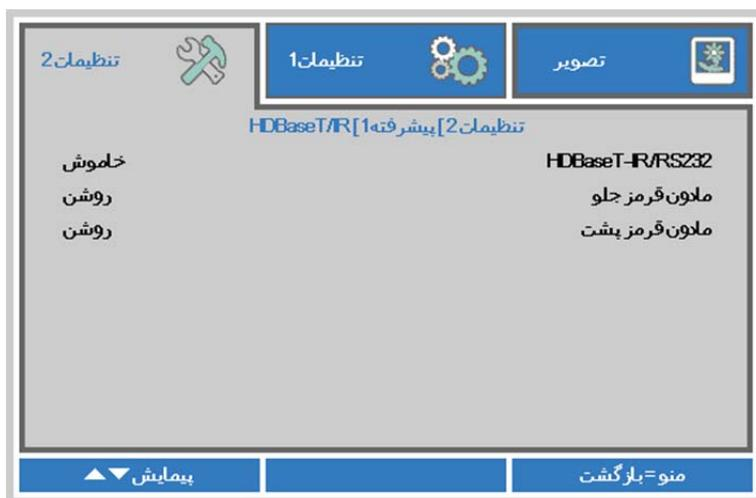 تصویر
تنظیمات1
تنظیمات2
تنظیمات2[پیشرفته1]HDBaseT/IR
HDBaseT-IR/RS232 خاموش
مادون قرمز جلو روشن
مادون قرمز پشت روشن
منو=بازگشت
پیمایش▼▲